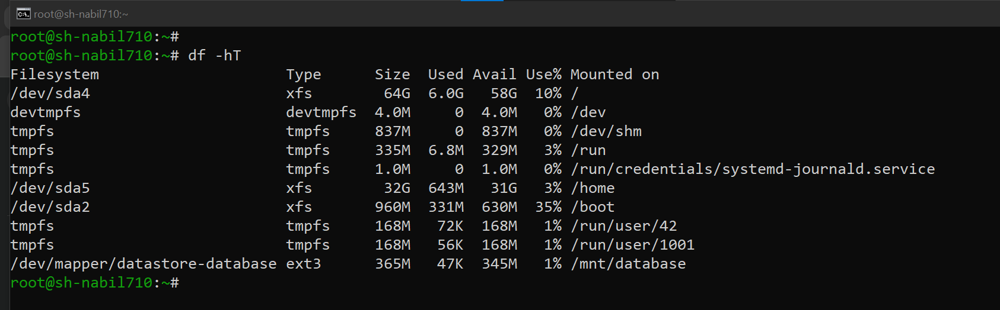 root@sh-nabil710:~
root@sh-nabil710:~#
root@sh-nabil710:~# df -hT
Filesystem                     Type      Size  Used Avail Use% Mounted on
/dev/sda4                      xfs        64G  6.0G   58G  10% /
devtmpfs                       devtmpfs  4.0M     0  4.0M   0% /dev
tmpfs                          tmpfs     837M     0  837M   0% /dev/shm
tmpfs                          tmpfs     335M  6.8M  329M   3% /run
tmpfs                          tmpfs     1.0M     0  1.0M   0% /run/credentials/systemd-journald.service
/dev/sda5                      xfs        32G  643M   31G   3% /home
/dev/sda2                      xfs       960M  331M  630M  35% /boot
tmpfs                          tmpfs     168M   72K  168M   1% /run/user/42
tmpfs                          tmpfs     168M   56K  168M   1% /run/user/1001
/dev/mapper/datastore-database ext3      365M   47K  345M   1% /mnt/database
root@sh-nabil710:~#